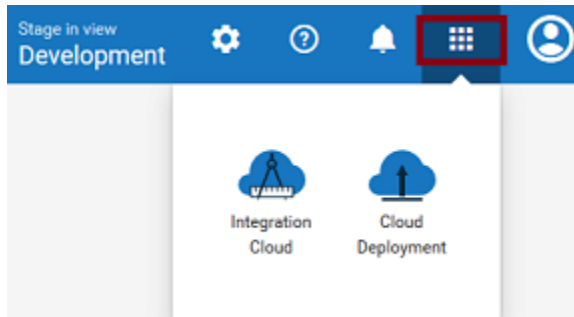 Stage in view
Development
Integration
Cloud
Cloud
Deployment